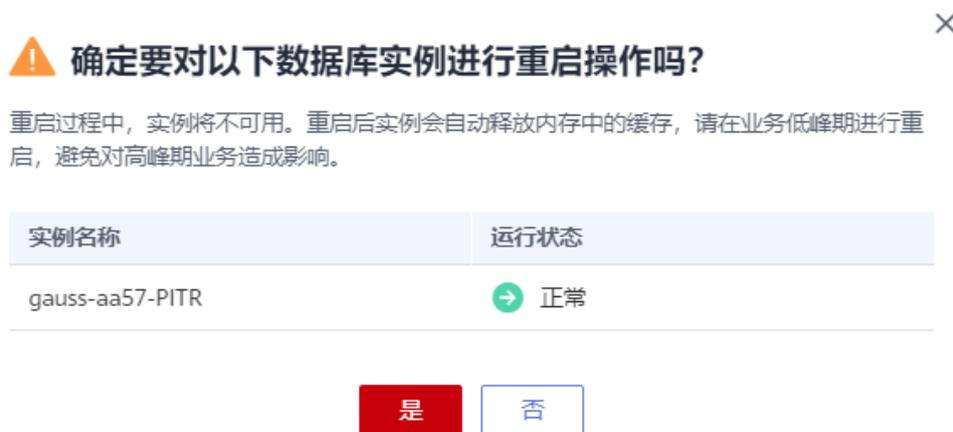 确定要对以下数据库实例进行重启操作吗？
重启过程中，实例将不可用。重启后实例会自动释放内存中的缓存，请在业务低峰期进行重
启，避免对高峰期业务造成影响。
实例名称 运行状态
gauss-aa57-PITR 正常
是 否